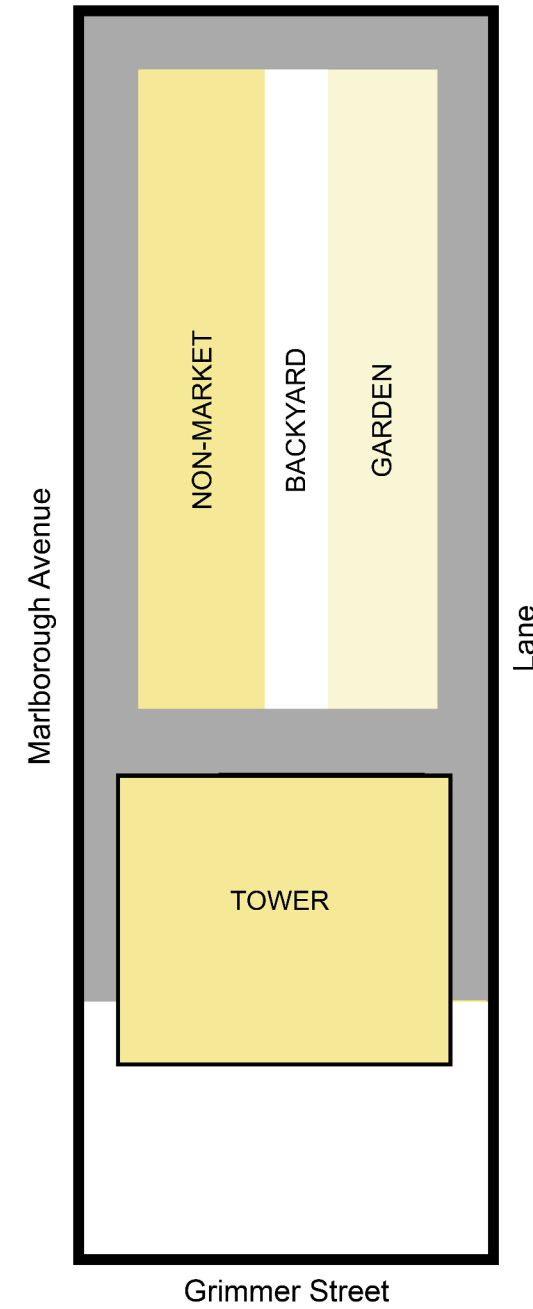 NON-MARKET
BACKYARD
GARDEN
Marlborough Avenue
Lane
TOWER
Grimmer Street